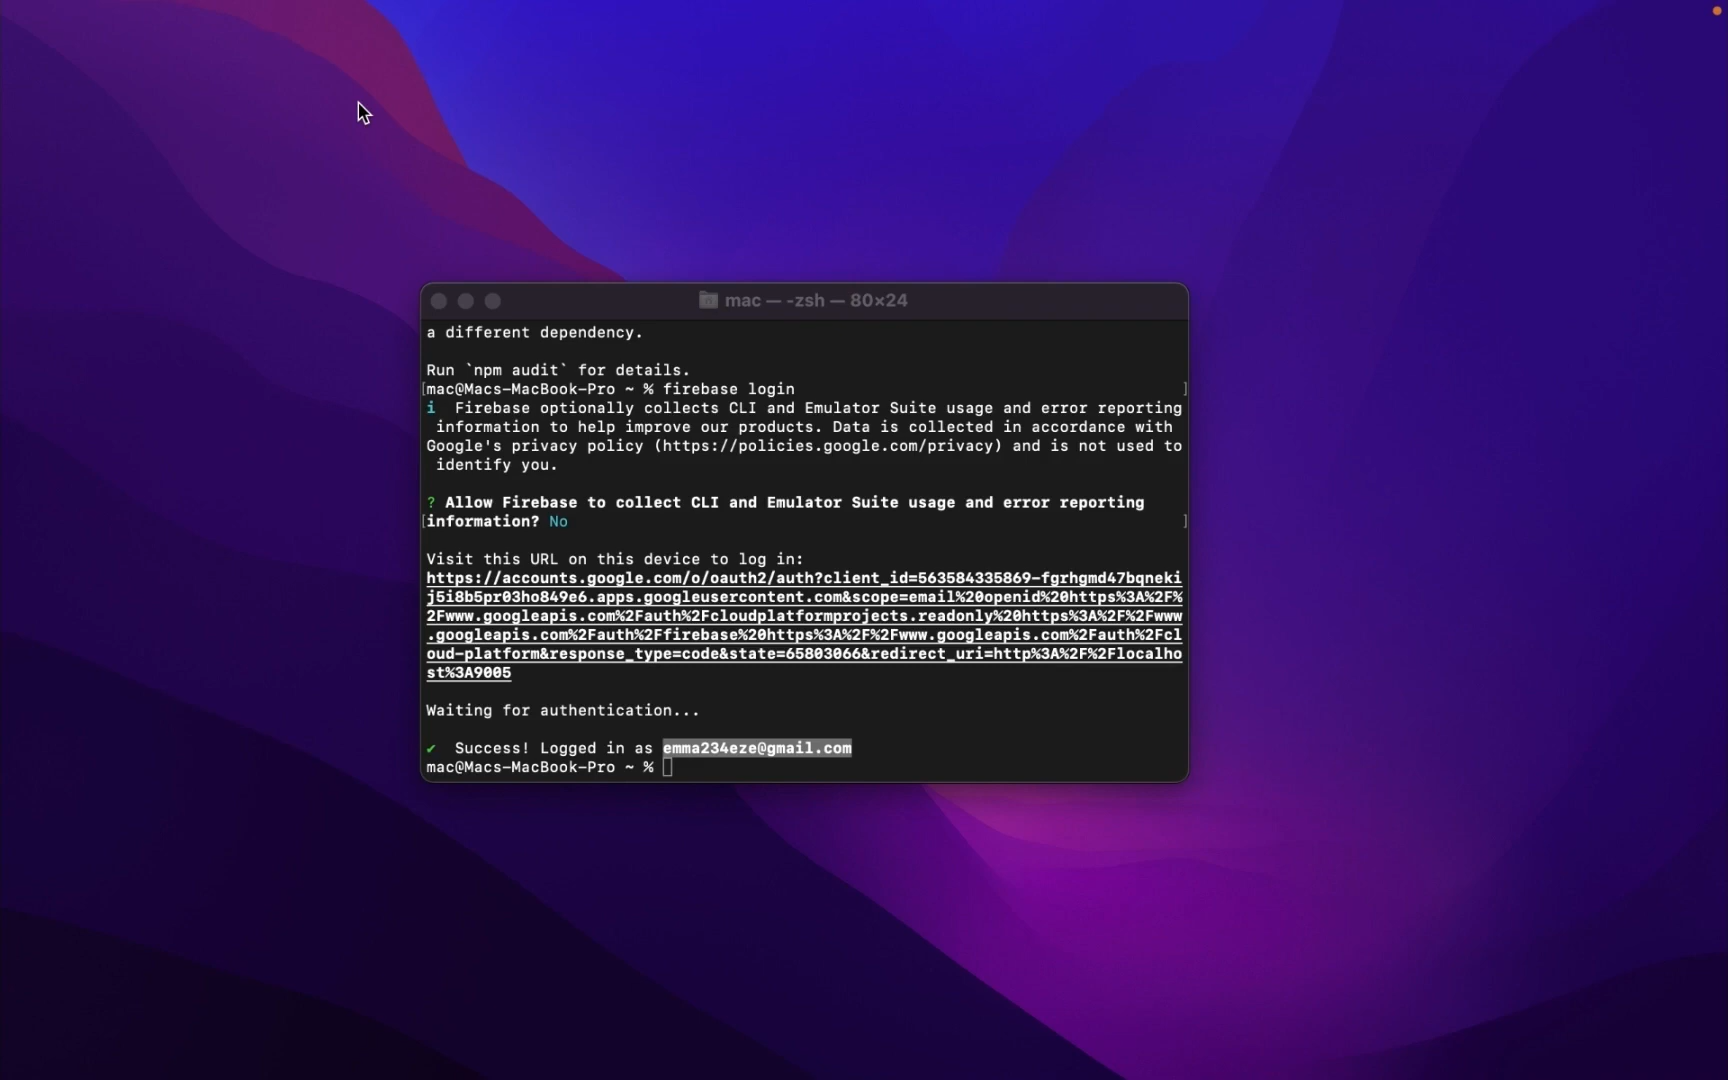 mac — -zsh — 80×24
a different dependency.
Run `npm audit` for details.
[mac@Macs-MacBook-Pro ~ % firebase login ]
i  Firebase optionally collects CLI and Emulator Suite usage and error reporting
 information to help improve our products. Data is collected in accordance with
Google's privacy policy (https://policies.google.com/privacy) and is not used to
 identify you.
? Allow Firebase to collect CLI and Emulator Suite usage and error reporting
[information? No ]
Visit this URL on this device to log in:
https://accounts.google.com/o/oauth2/auth?client_id=563584335869-fgrhgmd47bqneki
j5i8b5pr03ho849e6.apps.googleusercontent.com&scope=email%20openid%20https%3A%2F%
2Fwww.googleapis.com%2Fauth%2Fcloudplatformprojects.readonly%20https%3A%2F%2Fwww
.googleapis.com%2Fauth%2Ffirebase%20https%3A%2F%2Fwww.googleapis.com%2Fauth%2Fcl
oud-platform&response_type=code&state=65803066&redirect_uri=http%3A%2F%2Flocalho
st%3A9005
Waiting for authentication...
✔  Success! Logged in as emma234eze@gmail.com
mac@Macs-MacBook-Pro ~ %